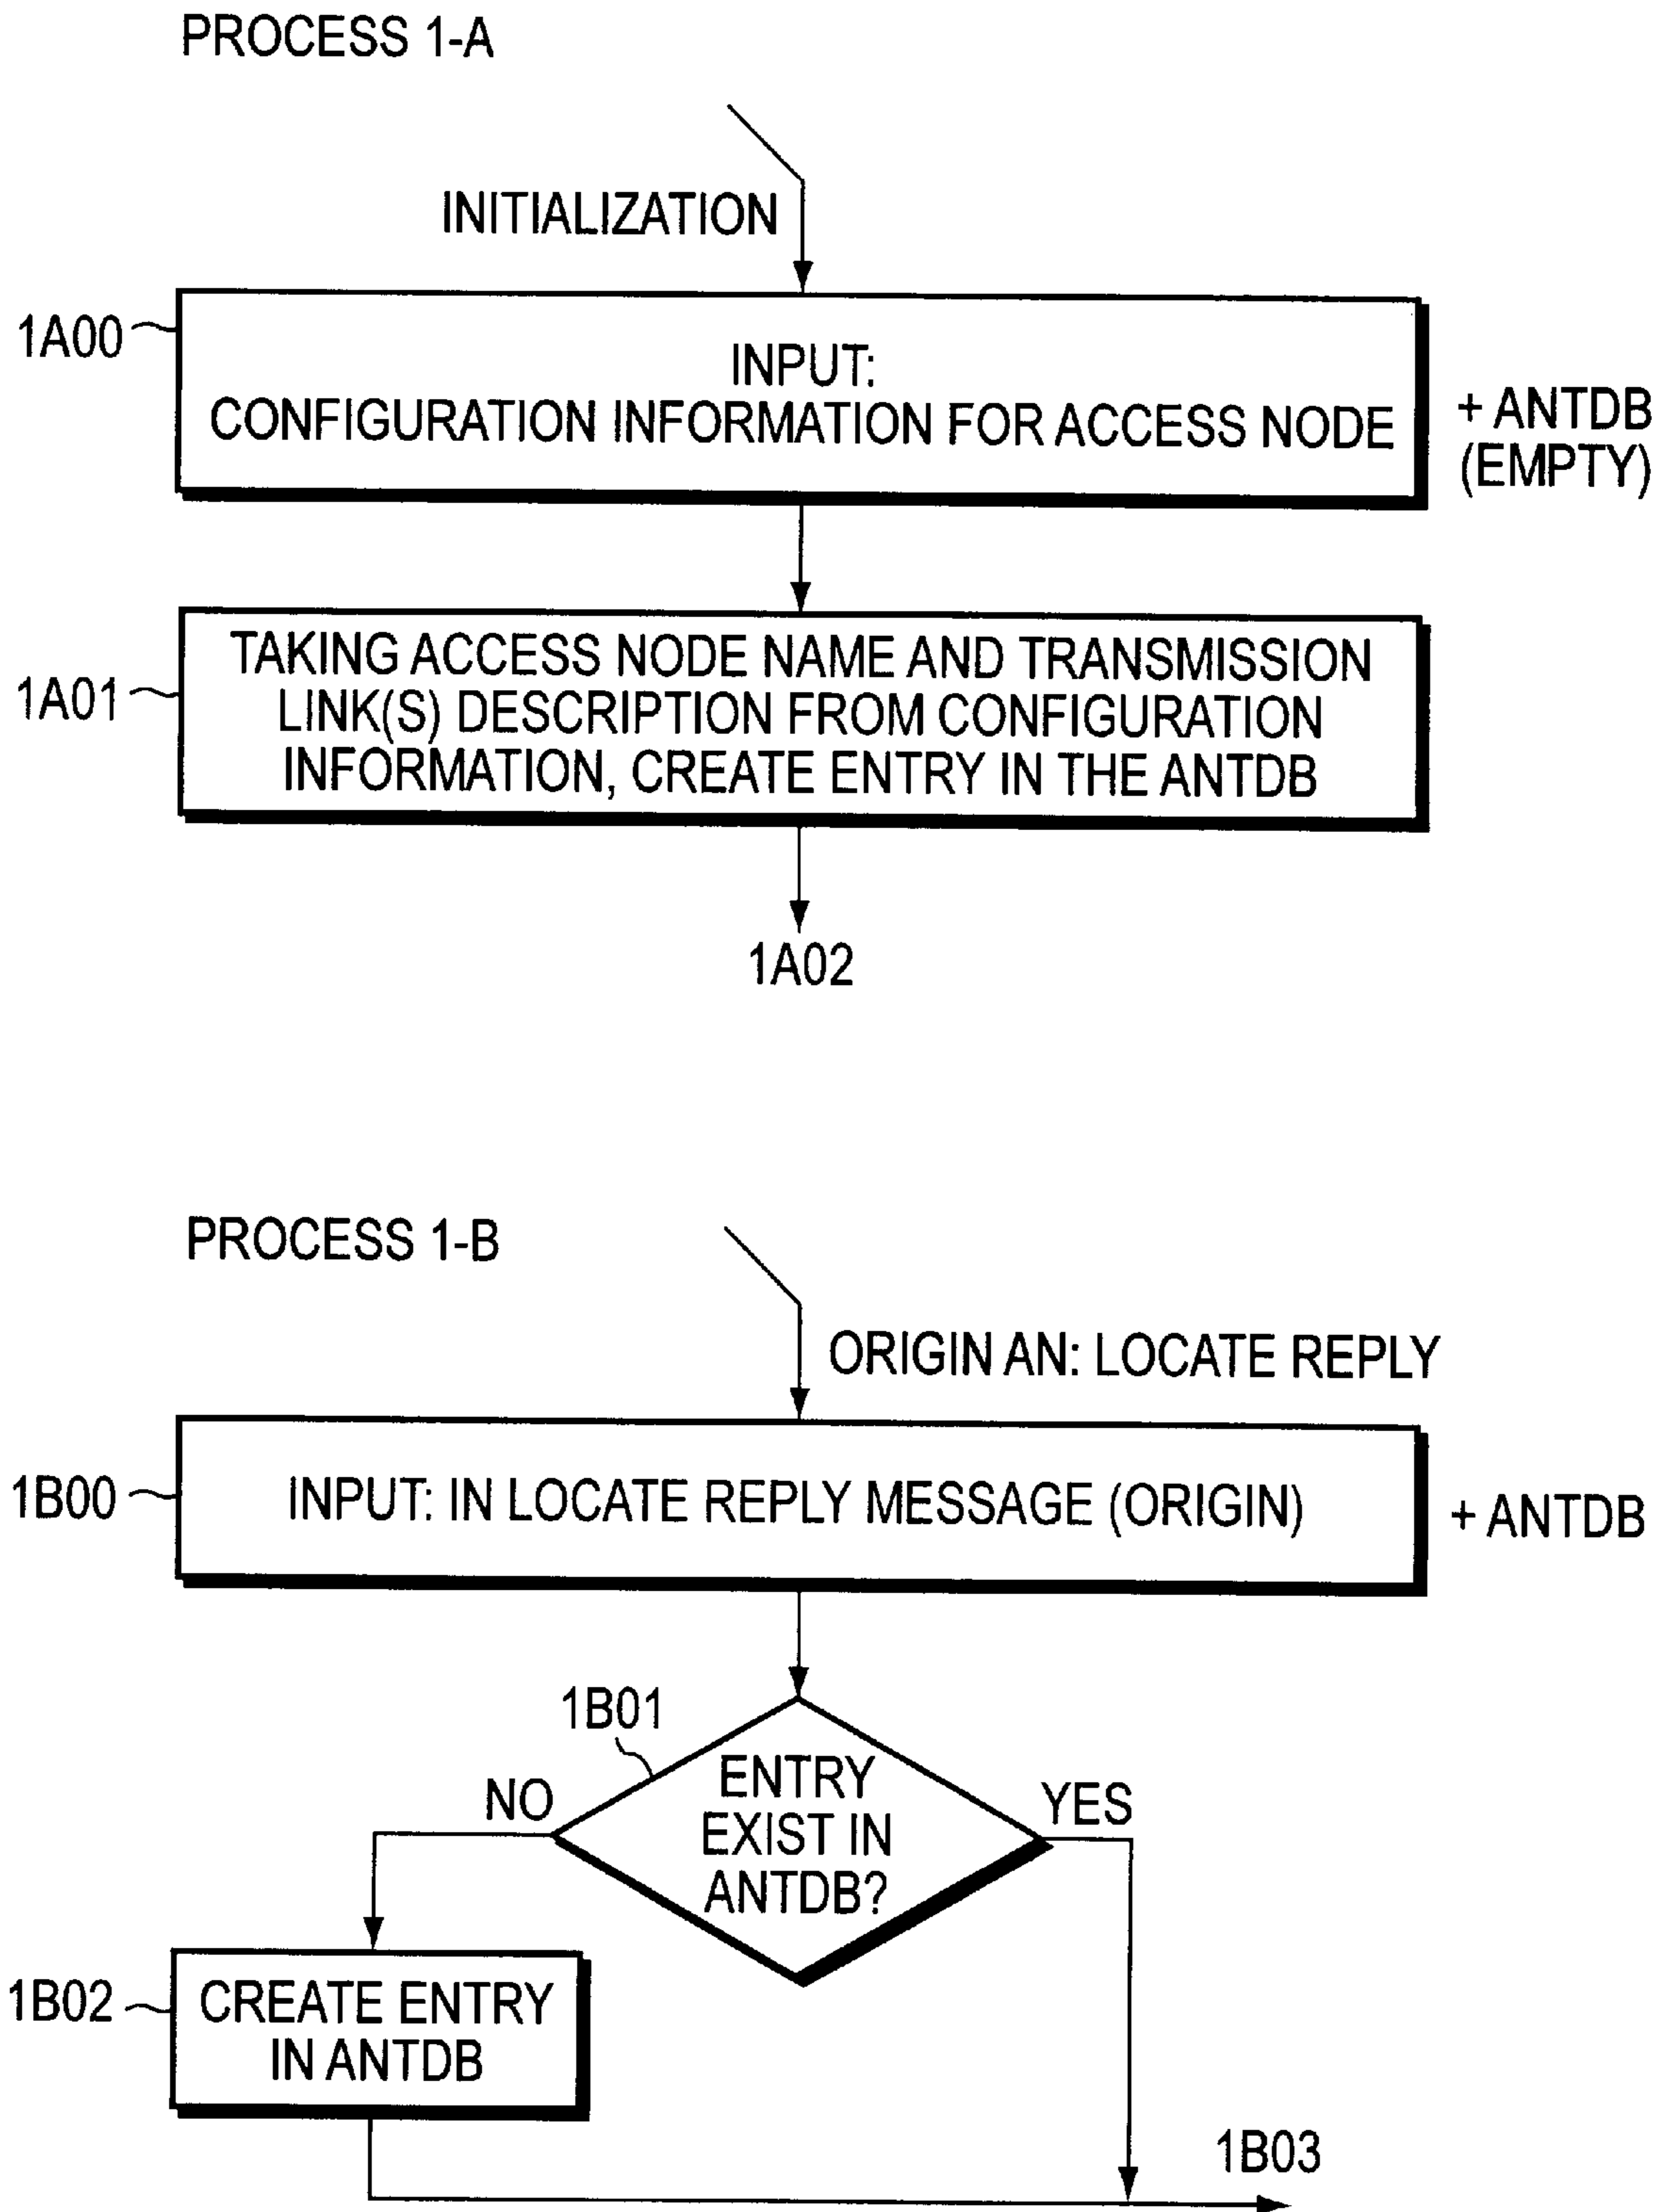 PROCESS 1-A
INITIALIZATION
1A00
INPUT:
CONFIGURATION INFORMATION FOR ACCESS NODE
+ ANTDB
(EMPTY)
1A01
TAKING ACCESS NODE NAME AND TRANSMISSION
LINK(S) DESCRIPTION FROM CONFIGURATION
INFORMATION, CREATE ENTRY IN THE ANTDB
1A02
PROCESS 1-B
ORIGIN AN: LOCATE REPLY
1B00
INPUT: IN LOCATE REPLY MESSAGE (ORIGIN)
+ ANTDB
1B01
ENTRY
EXIST IN
ANTDB?
NO
YES
1B02
CREATE ENTRY
IN ANTDB
1B03